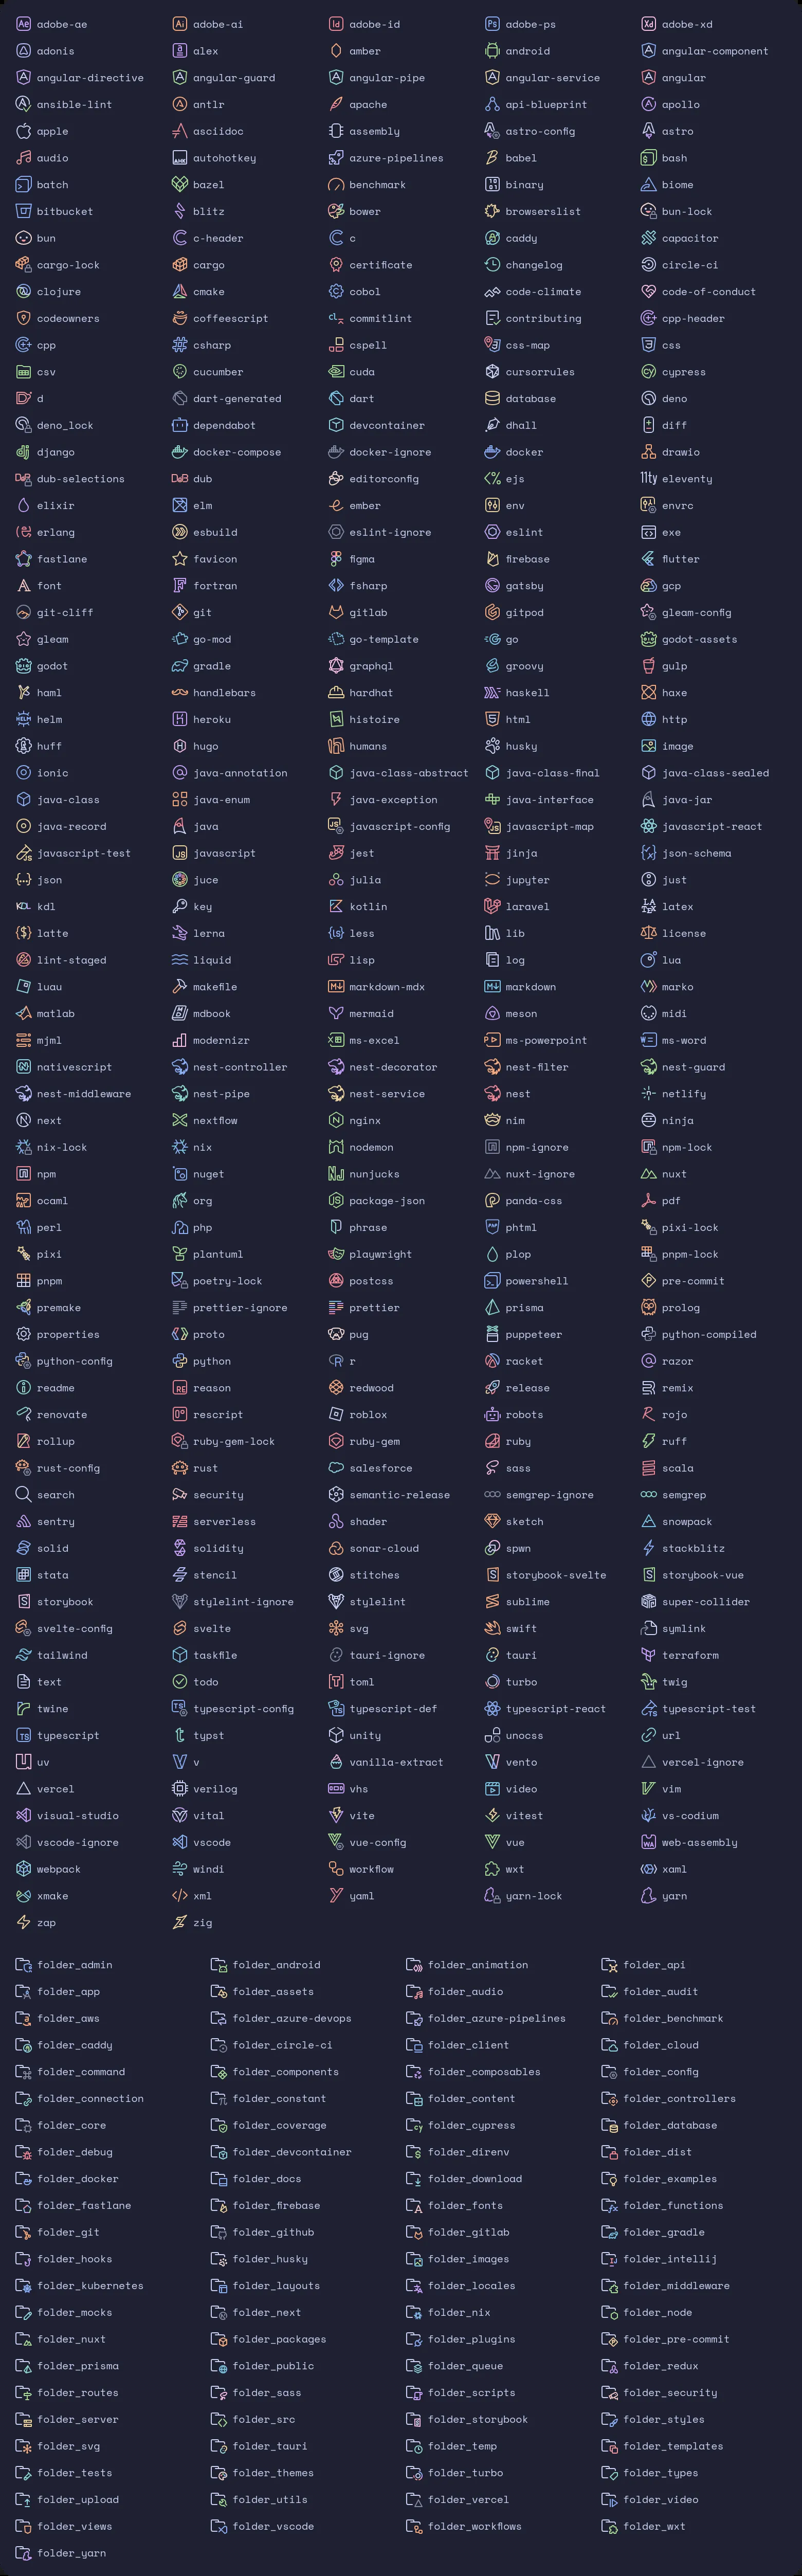 adobe-ae adobe-ai adobe-id adobe-ps adobe-xd
adonis alex amber android angular-component
angular-directive angular-guard angular-pipe angular-service angular
ansible-lint antlr apache api-blueprint apollo
apple asciidoc assembly astro-config astro
audio autohotkey azure-pipelines babel bash
batch bazel benchmark binary biome
bitbucket blitz bower browserslist bun-lock
bun c-header c caddy capacitor
cargo-lock cargo certificate changelog circle-ci
clojure cmake cobol code-climate code-of-conduct
codeowners coffeescript commitlint contributing cpp-header
cpp csharp cspell css-map css
csv cucumber cuda cursorrules cypress
d dart-generated dart database deno
deno_lock dependabot devcontainer dhall diff
django docker-compose docker-ignore docker drawio
dub-selections dub editorconfig ejs eleventy
elixir elm ember env envrc
erlang esbuild eslint-ignore eslint exe
fastlane favicon figma firebase flutter
font fortran fsharp gatsby gcp
git-cliff git gitlab gitpod gleam-config
gleam go-mod go-template go godot-assets
godot gradle graphql groovy gulp
haml handlebars hardhat haskell haxe
helm heroku histoire html http
huff hugo humans husky image
ionic java-annotation java-class-abstract java-class-final java-class-sealed
java-class java-enum java-exception java-interface java-jar
java-record java javascript-config javascript-map javascript-react
javascript-test javascript jest jinja json-schema
json juce julia jupyter just
kdl key kotlin laravel latex
latte lerna less lib license
lint-staged liquid lisp log lua
luau makefile markdown-mdx markdown marko
matlab mdbook mermaid meson midi
mjml modernizr ms-excel ms-powerpoint ms-word
nativescript nest-controller nest-decorator nest-filter nest-guard
nest-middleware nest-pipe nest-service nest netlify
next nextflow nginx nim ninja
nix-lock nix nodemon npm-ignore npm-lock
npm nuget nunjucks nuxt-ignore nuxt
ocaml org package-json panda-css pdf
perl php phrase phtml pixi-lock
pixi plantuml playwright plop pnpm-lock
pnpm poetry-lock postcss powershell pre-commit
premake prettier-ignore prettier prisma prolog
properties proto pug puppeteer python-compiled
python-config python r racket razor
readme reason redwood release remix
renovate rescript roblox robots rojo
rollup ruby-gem-lock ruby-gem ruby ruff
rust-config rust salesforce sass scala
search security semantic-release semgrep-ignore semgrep
sentry serverless shader sketch snowpack
solid solidity sonar-cloud spwn stackblitz
stata stencil stitches storybook-svelte storybook-vue
storybook stylelint-ignore stylelint sublime super-collider
svelte-config svelte svg swift symlink
tailwind taskfile tauri-ignore tauri terraform
text todo toml turbo twig
twine typescript-config typescript-def typescript-react typescript-test
typescript typst unity unocss url
uv v vanilla-extract vento vercel-ignore
vercel verilog vhs video vim
visual-studio vital vite vitest vs-codium
vscode-ignore vscode vue-config vue web-assembly
webpack windi workflow wxt xaml
xmake xml yaml yarn-lock yarn
zap zig
folder_admin folder_android folder_animation folder_api
folder_app folder_assets folder_audio folder_audit
folder_aws folder_azure-devops folder_azure-pipelines folder_benchmark
folder_caddy folder_circle-ci folder_client folder_cloud
folder_command folder_components folder_composables folder_config
folder_connection folder_constant folder_content folder_controllers
folder_core folder_coverage folder_cypress folder_database
folder_debug folder_devcontainer folder_direnv folder_dist
folder_docker folder_docs folder_download folder_examples
folder_fastlane folder_firebase folder_fonts folder_functions
folder_git folder_github folder_gitlab folder_gradle
folder_hooks folder_husky folder_images folder_intellij
folder_kubernetes folder_layouts folder_locales folder_middleware
folder_mocks folder_next folder_nix folder_node
folder_nuxt folder_packages folder_plugins folder_pre-commit
folder_prisma folder_public folder_queue folder_redux
folder_routes folder_sass folder_scripts folder_security
folder_server folder_src folder_storybook folder_styles
folder_svg folder_tauri folder_temp folder_templates
folder_tests folder_themes folder_turbo folder_types
folder_upload folder_utils folder_vercel folder_video
folder_views folder_vscode folder_workflows folder_wxt
folder_yarn